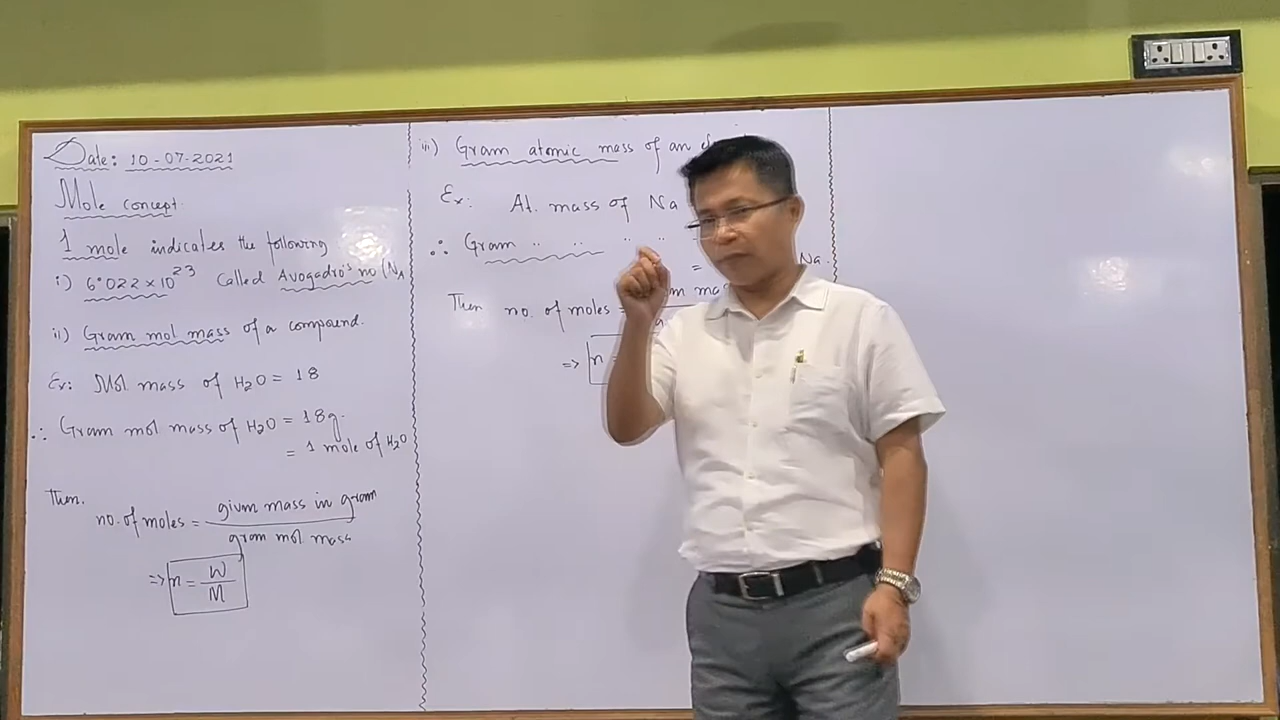 Date: 10-07-2021
Mole concept
1 mole indicates the following
i) 6.022 × 10^23 Called Avogadro's no (NA
ii) Gram mol mass of a compound.
Ex: Mol mass of H2O = 18
∴ Gram mol mass of H2O = 18g.
= 1 mole of H2O
Then.
no. of moles = given mass in gram
gram mol mass
=> n = W
M
iii) Gram atomic mass of an
Ex: At. mass of Na
∴ Gram " " " "
= Na.
Then no. of moles =
=> n =